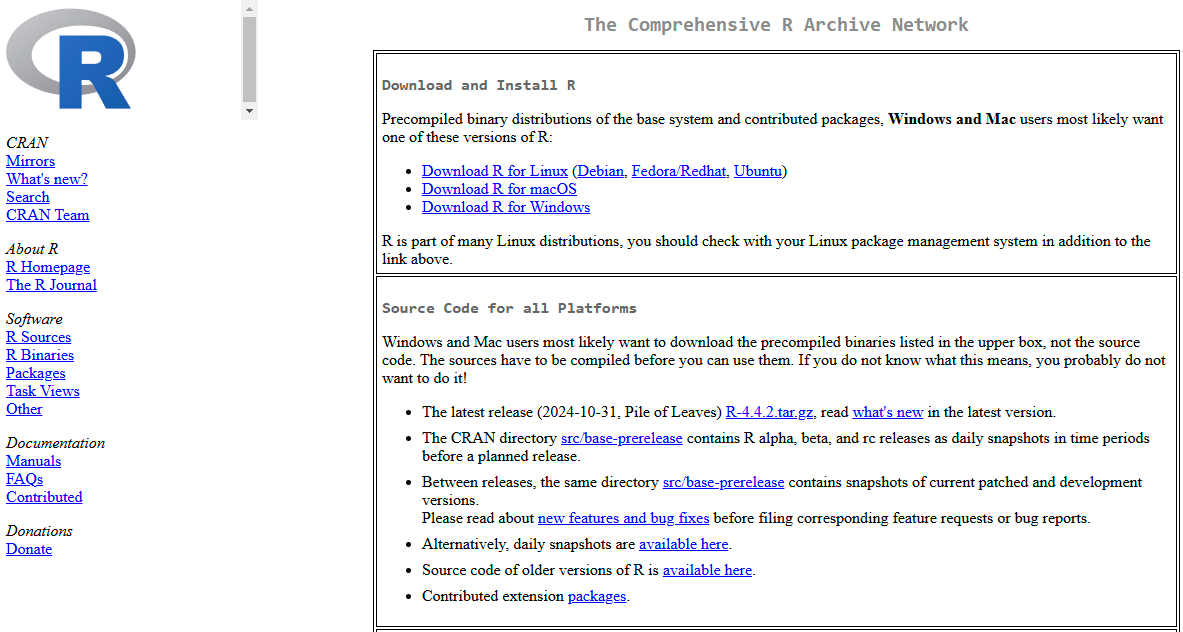 R
CRAN
Mirrors
What's new?
Search
CRAN Team
About R
R Homepage
The R Journal
Software
R Sources
R Binaries
Packages
Task Views
Other
Documentation
Manuals
FAQs
Contributed
Donations
Donate
The Comprehensive R Archive Network
Download and Install R
Precompiled binary distributions of the base system and contributed packages, Windows and Mac users most likely want
one of these versions of R:
• Download R for Linux (Debian, Fedora/Redhat, Ubuntu)
• Download R for macOS
• Download R for Windows
R is part of many Linux distributions, you should check with your Linux package management system in addition to the
link above.
Source Code for all Platforms
Windows and Mac users most likely want to download the precompiled binaries listed in the upper box, not the source
code. The sources have to be compiled before you can use them. If you do not know what this means, you probably do not
want to do it!
• The latest release (2024-10-31, Pile of Leaves) R-4.4.2.tar.gz, read what's new in the latest version.
• The CRAN directory src/base-prerelease contains R alpha, beta, and rc releases as daily snapshots in time periods
before a planned release.
• Between releases, the same directory src/base-prerelease contains snapshots of current patched and development
versions.
Please read about new features and bug fixes before filing corresponding feature requests or bug reports.
• Alternatively, daily snapshots are available here.
• Source code of older versions of R is available here.
• Contributed extension packages.